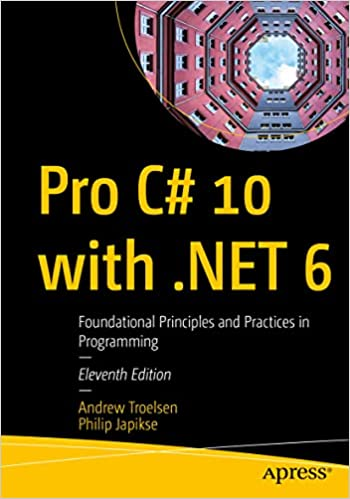 Pro C# 10
with .NET 6
Foundational Principles and Practices in
Programming
—
Eleventh Edition
—
Andrew Troelsen
Philip Japikse
Apress®